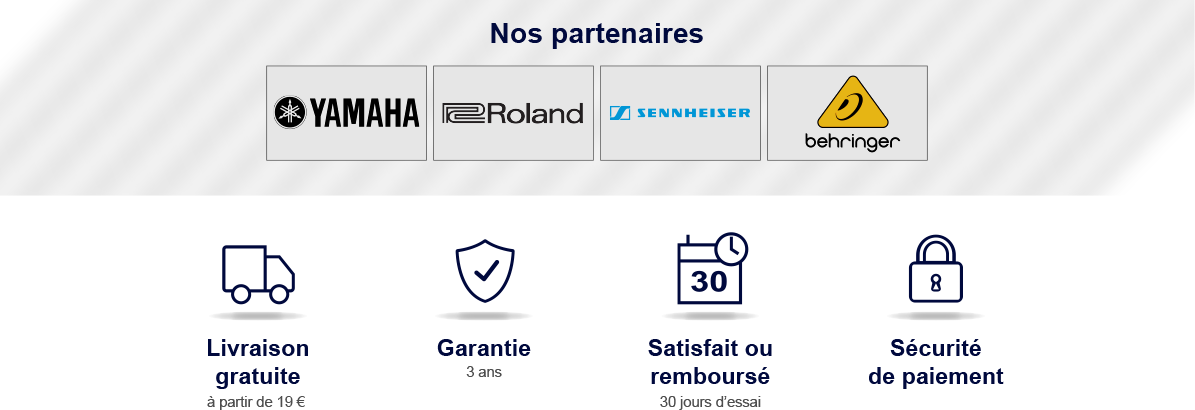 Nos partenaires
YAMAHA
Roland
SENNHEISER
behringer
30
Livraison
gratuite
à partir de 19 €
Garantie
3 ans
Satisfait ou
remboursé
30 jours d’essai
Sécurité
de paiement